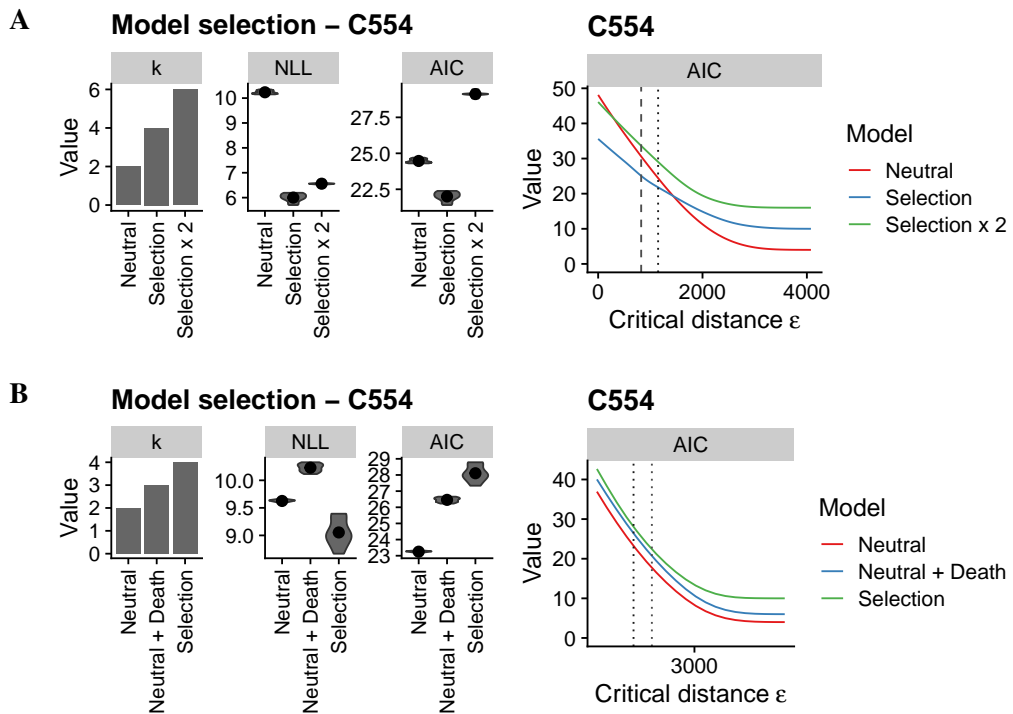 A
Model selection – C554
k
NLL
AIC
Value
6
4
2
0
10
9
8
7
6
27.5
25.0
22.5
Neutral
Selection
Selection x 2
Neutral
Selection
Selection x 2
Neutral
Selection
Selection x 2
C554
AIC
Value
50
40
30
20
10
0
0
2000
4000
Critical distance ε
Model
Neutral
Selection
Selection x 2
B
Model selection – C554
k
NLL
AIC
Value
4
3
2
1
0
10.0
9.5
9.0
29
28
27
26
25
24
23
Neutral
Neutral + Death
Selection
Neutral
Neutral + Death
Selection
Neutral
Neutral + Death
Selection
C554
AIC
Value
40
30
20
10
0
3000
Critical distance ε
Model
Neutral
Neutral + Death
Selection